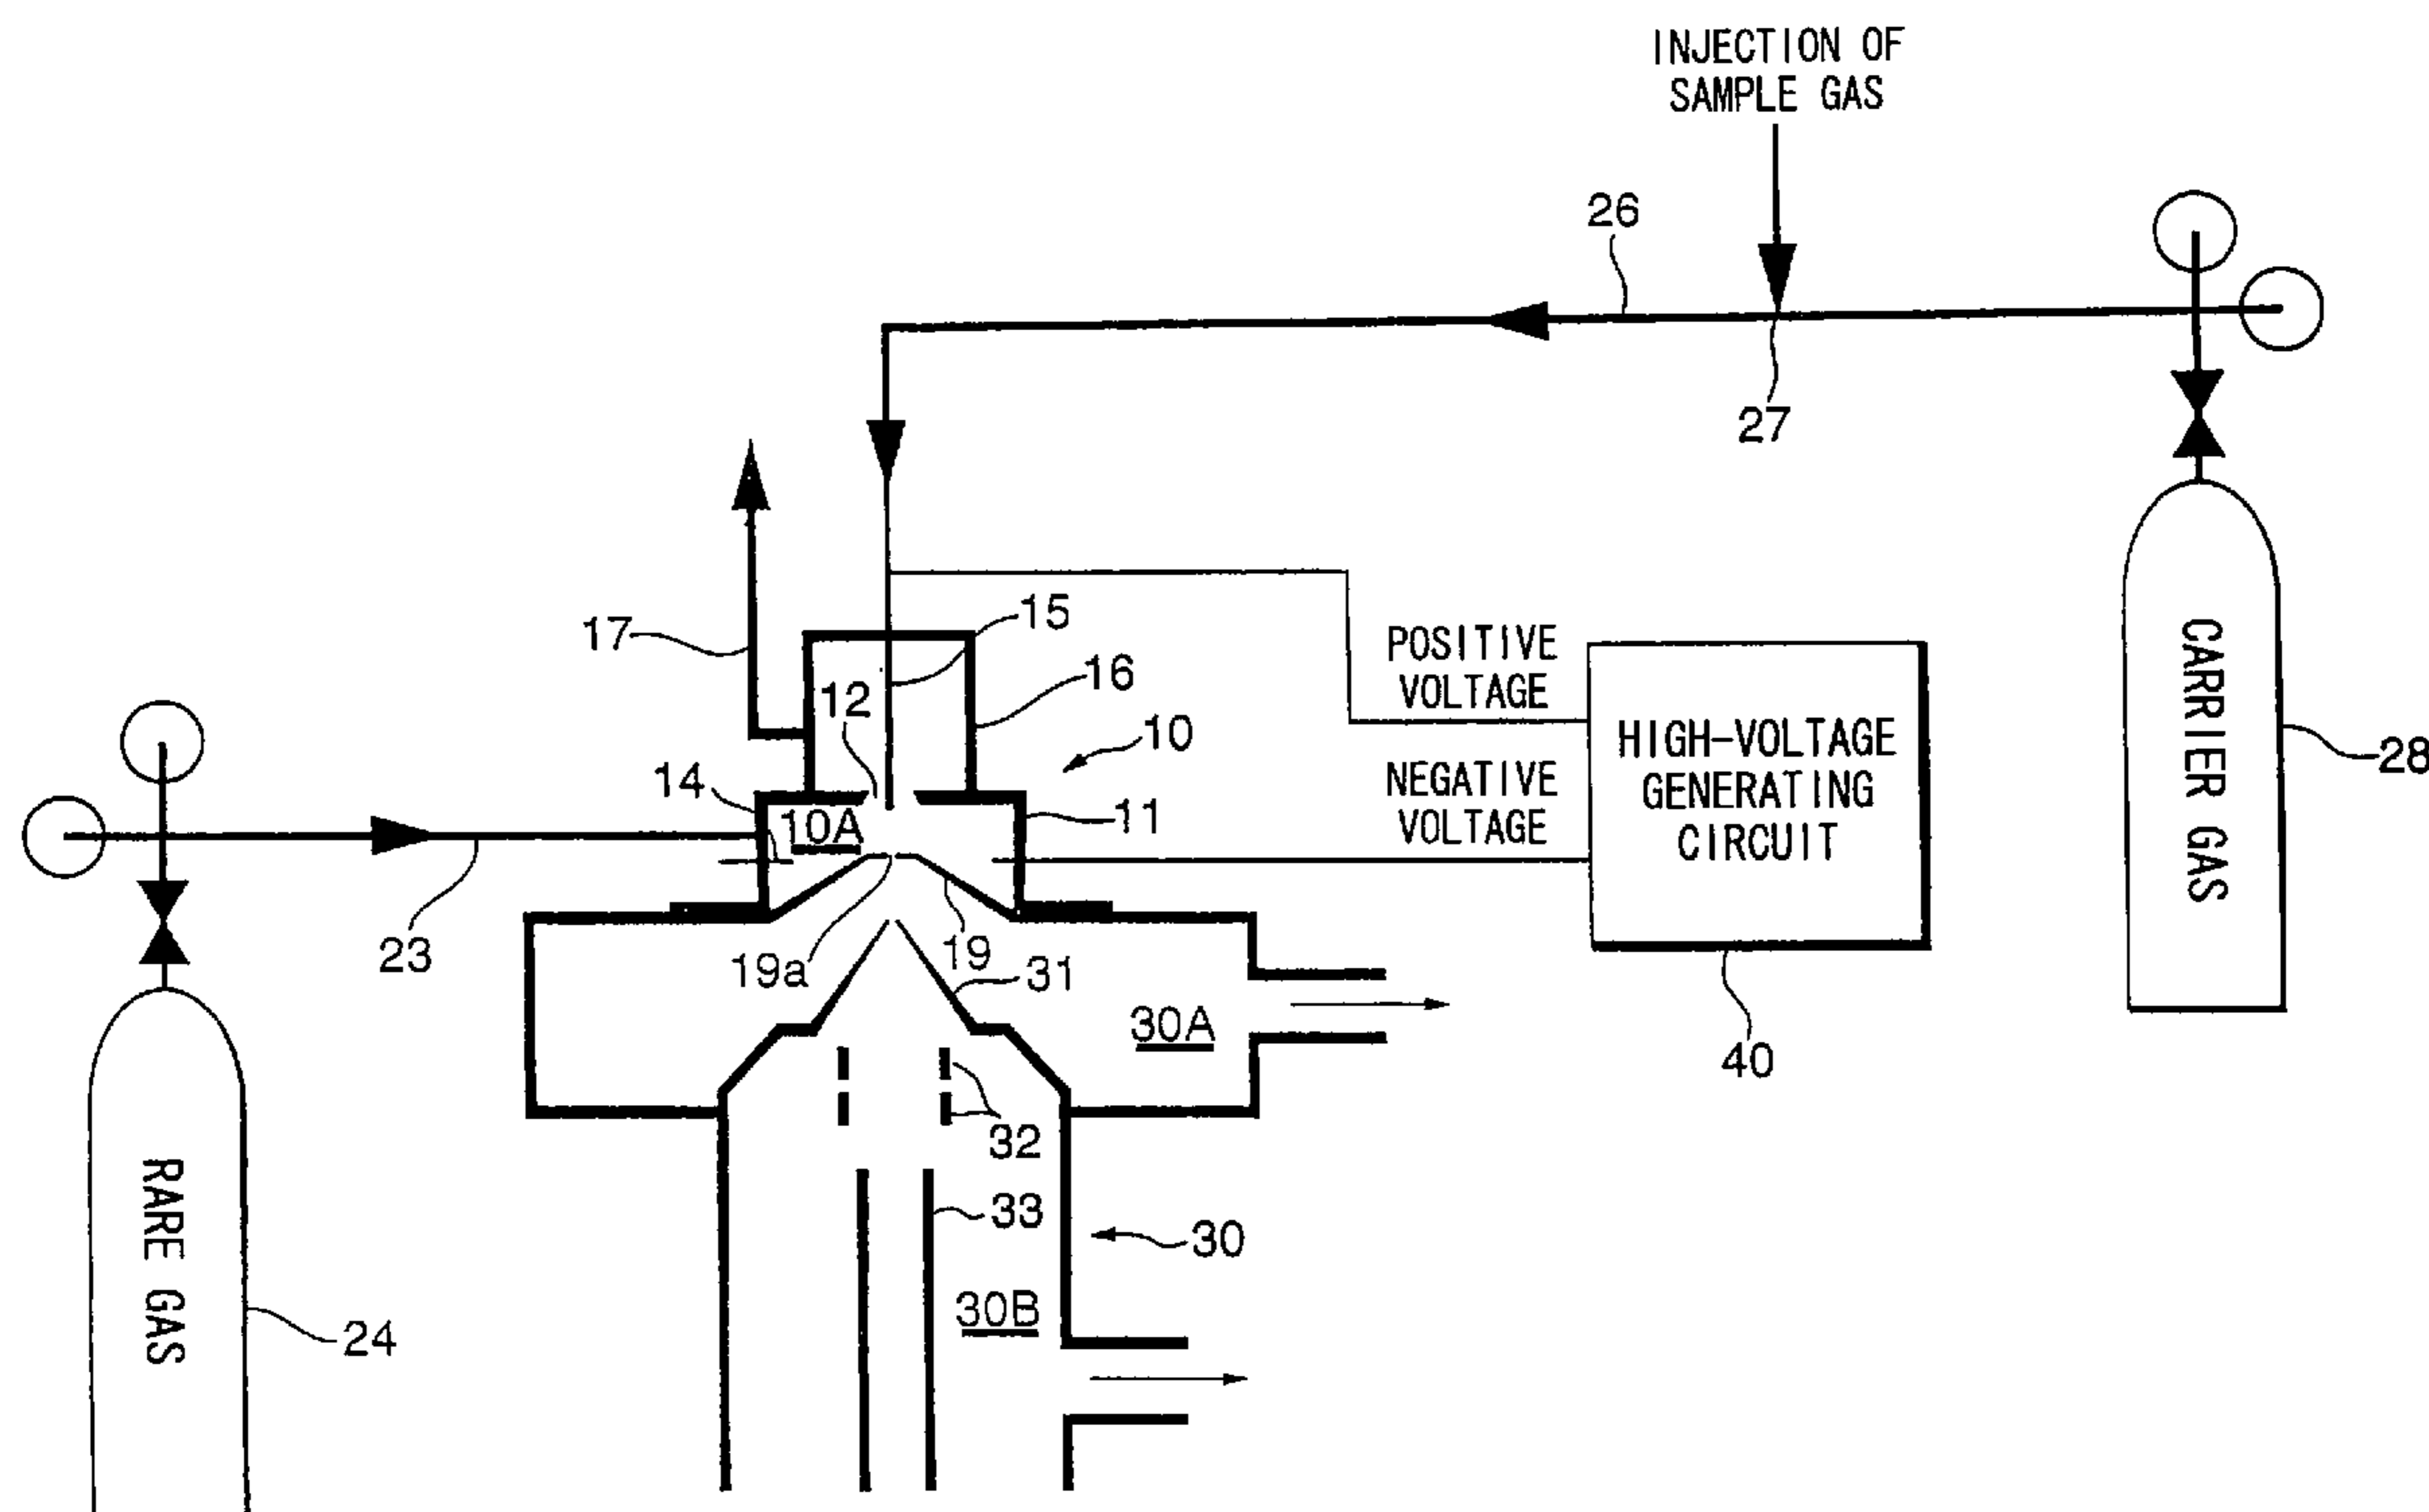 INJECTION OF
SAMPLE GAS
26
27
15
17
POSITIVE
VOLTAGE
12
16
10
14
NEGATIVE
VOLTAGE
HIGH-VOLTAGE
GENERATING
CIRCUIT
CARRIER GAS
28
10A
11
23
19a
19
31
30A
40
32
33
30
30B
RARE GAS
24